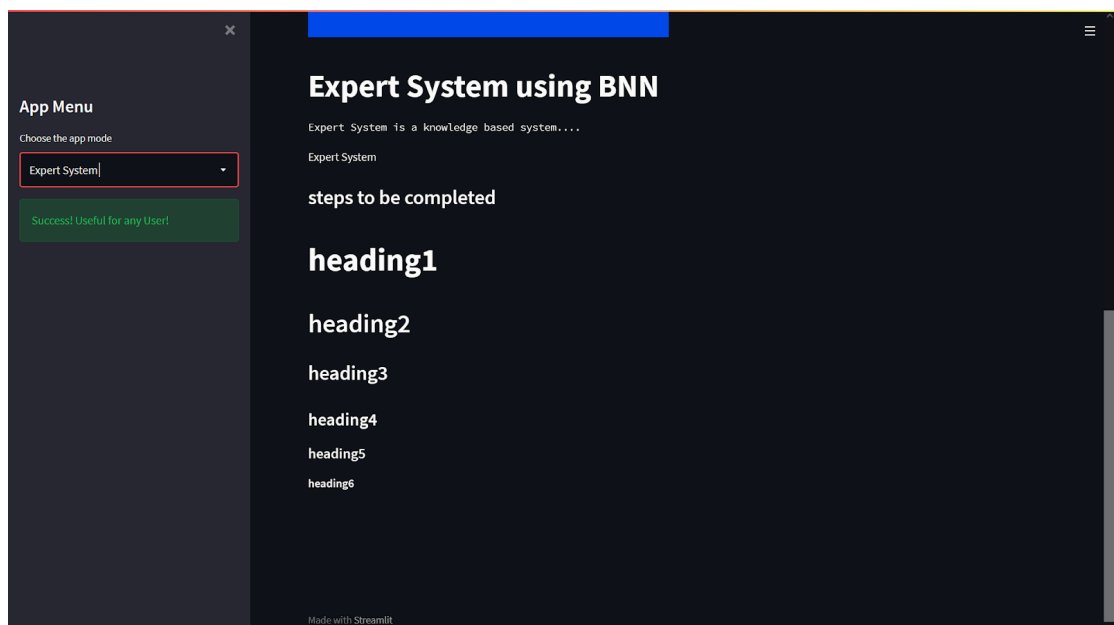 App Menu
Choose the app mode
Expert System
Success! Useful for any User!
Expert System using BNN
Expert System is a knowledge based system....
Expert System
steps to be completed
heading1
heading2
heading3
heading4
heading5
heading6
Made with Streamlit